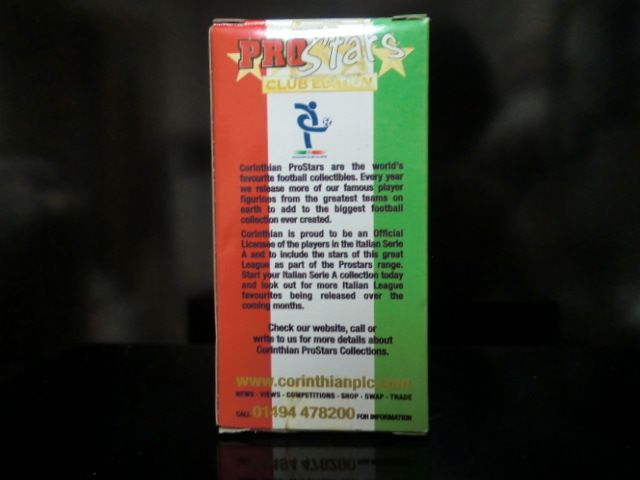 PROStars
CLUB EDITION
Corinthian ProStars are the world's
favourite football collectibles. Every year
we release more of our famous player
figurines from the greatest teams on
earth to add to the biggest football
collection ever created.
Corinthian is proud to be an Official
Licensee of the players in the Italian Serie
A and to include the stars of this great
League as part of the Prostars range.
Start your Italian Serie A collection today
and look out for more Italian League
favourites being released over the
coming months.
Check our website, call or
write to us for more details about
Corinthian ProStars Collections.
www.corinthianplc.com
NEWS - VIEWS - COMPETITIONS - SHOP - SWAP - TRADE
CALL 01494 478200 FOR INFORMATION